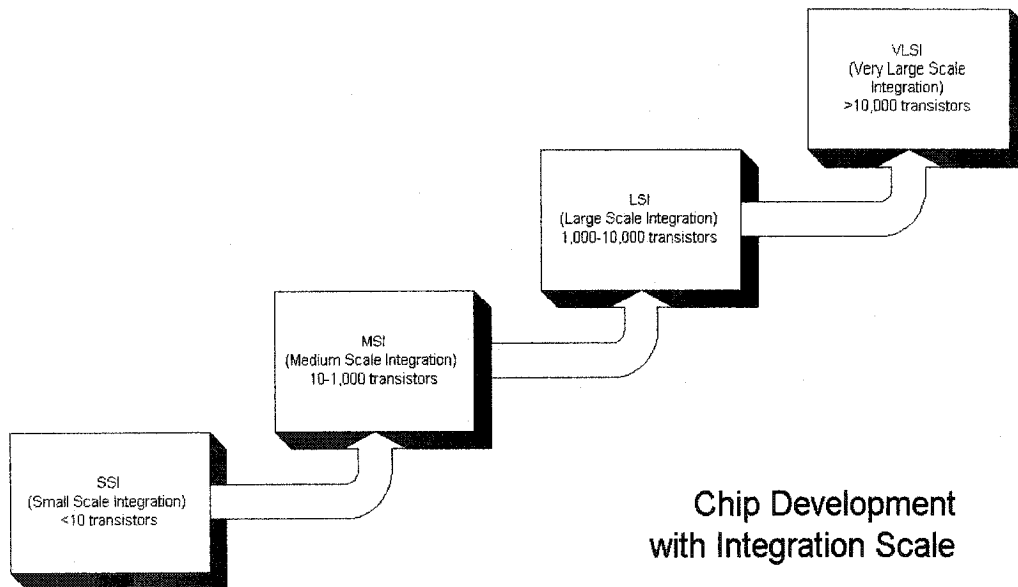 VLSI
(Very Large Scale
Integration)
>10,000 transistors
LSI
(Large Scale Integration)
1,000-10,000 transistors
MSI
(Medium Scale Integration)
10-1,000 transistors
SSI
(Small Scale Integration)
<10 transistors
Chip Development
with Integration Scale